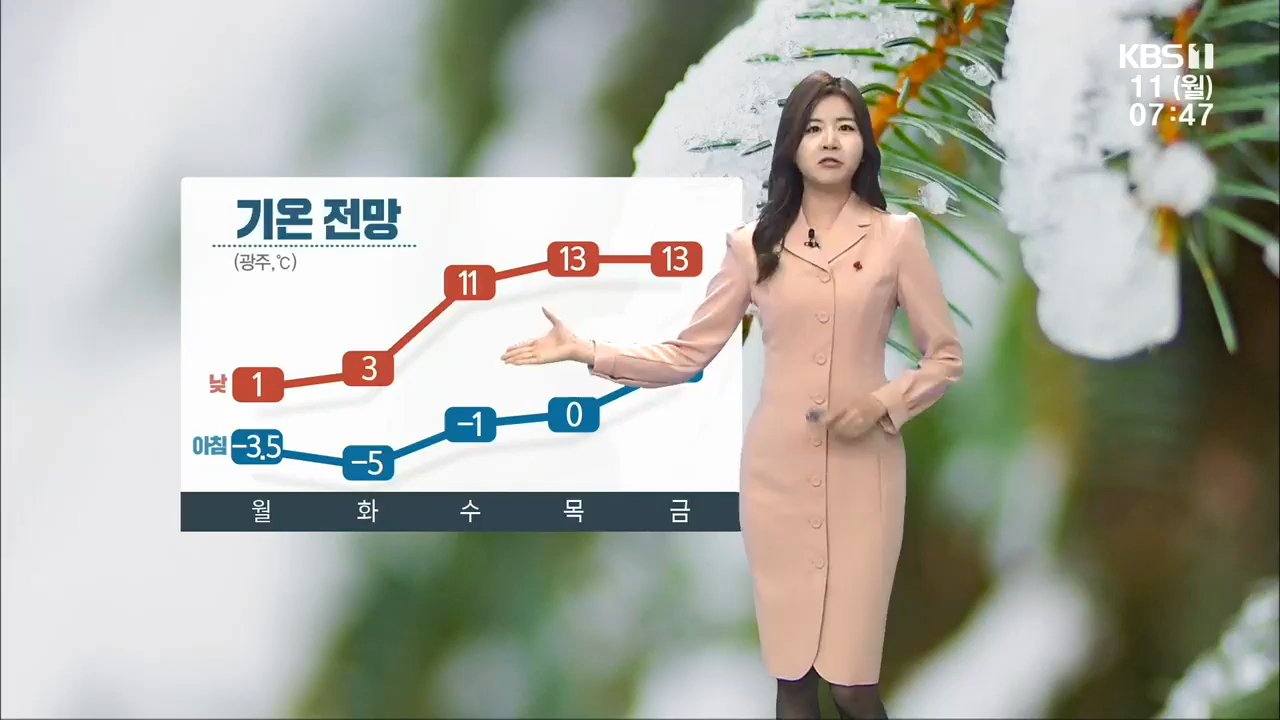 KBS 1
11 (월)
07:47
기온 전망
(광주,℃)
낮 1 3 11 13 13
아침 -3.5 -5 -1 0
월 화 수 목 금